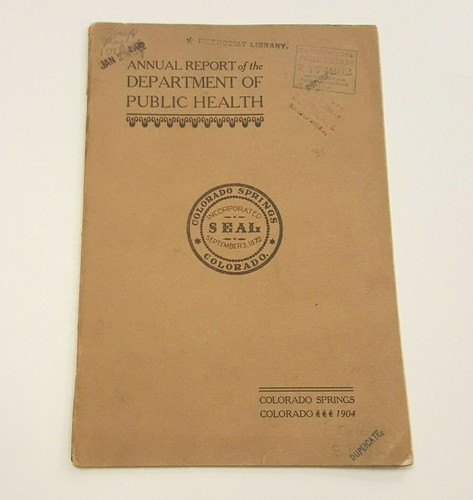 METHODIST LIBRARY.
ANNUAL REPORT of the
DEPARTMENT OF
PUBLIC HEALTH
COLORADO SPRINGS
INCORPORATED
SEAL
SEPTEMBER 3, 1872
COLORADO.
COLORADO SPRINGS
COLORADO 1904
DUPLICATE.